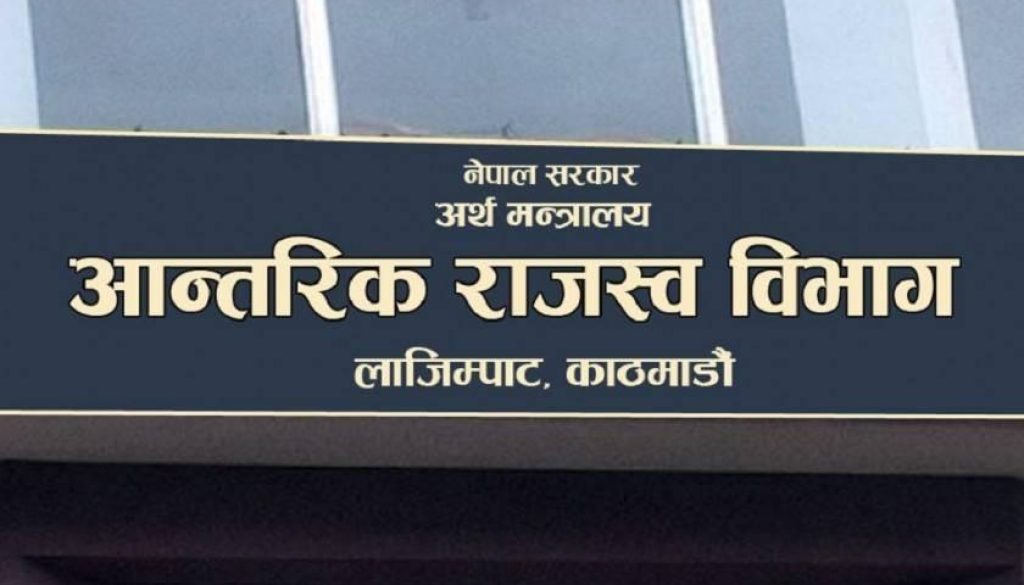 नेपाल सरकार
अर्थ मन्त्रालय
आन्तरिक राजस्व विभाग
लाजिम्पाट, काठमाडौं